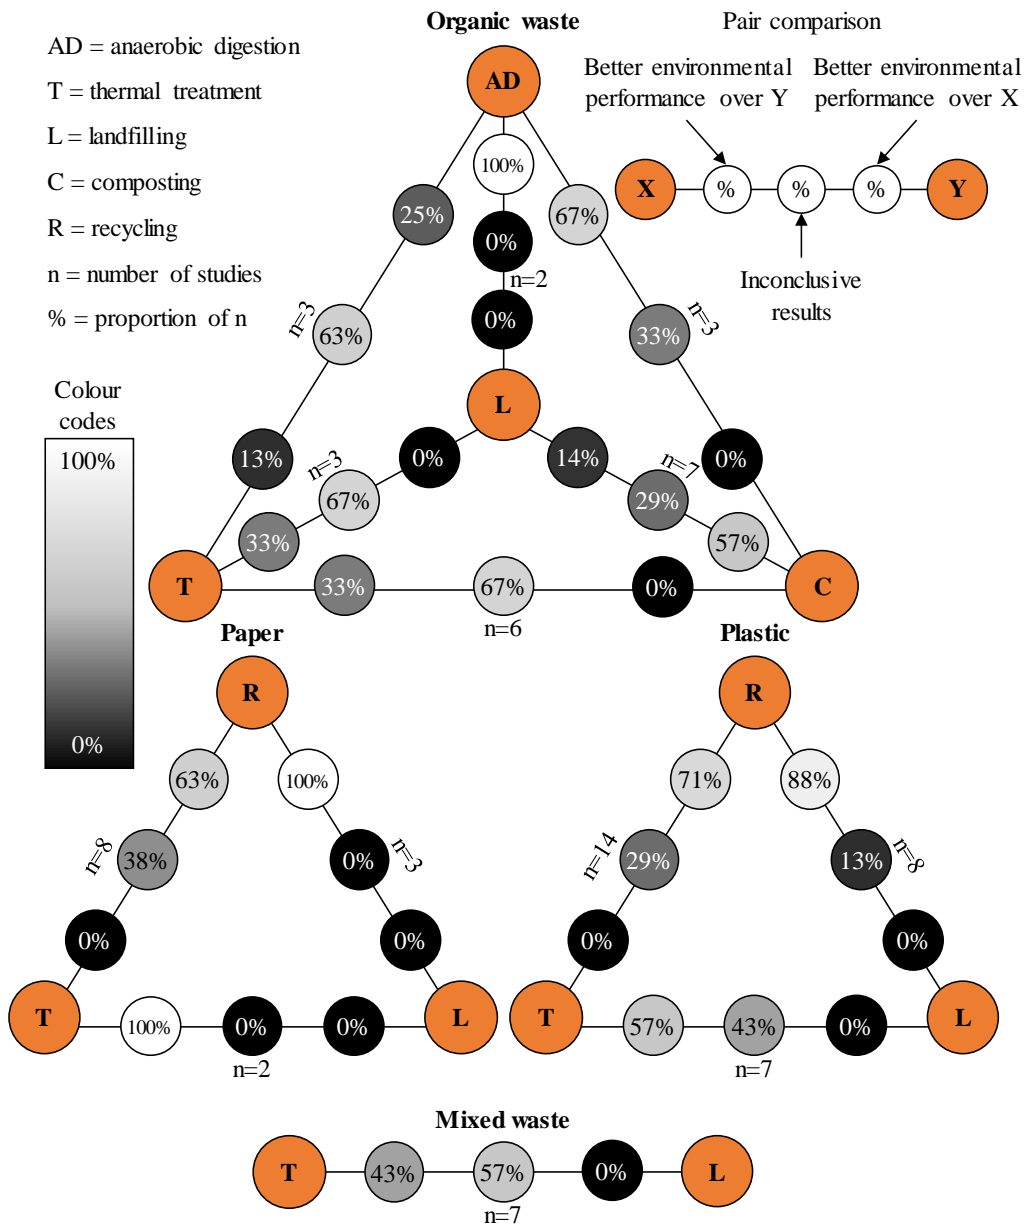 Organic waste
AD = anaerobic digestion
T = thermal treatment
L = landfilling
C = composting
R = recycling
n = number of studies
% = proportion of n
Pair comparison
Better environmental
performance over Y
Better environmental
performance over X
X
%
%
%
Y
Inconclusive
results
Colour
codes
100%
0%
AD
100%
0%
n=2
0%
L
25%
n=3
63%
13%
67%
n=3
33%
0%
n=3
0%
67%
33%
14%
n=7
29%
57%
T
33%
67%
0%
C
n=6
Paper
R
63%
100%
n=8
38%
0%
n=3
0%
0%
T
100%
0%
0%
L
n=2
Plastic
R
71%
88%
n=14
29%
13%
n=8
0%
0%
T
57%
43%
0%
L
n=7
Mixed waste
T
43%
57%
0%
L
n=7